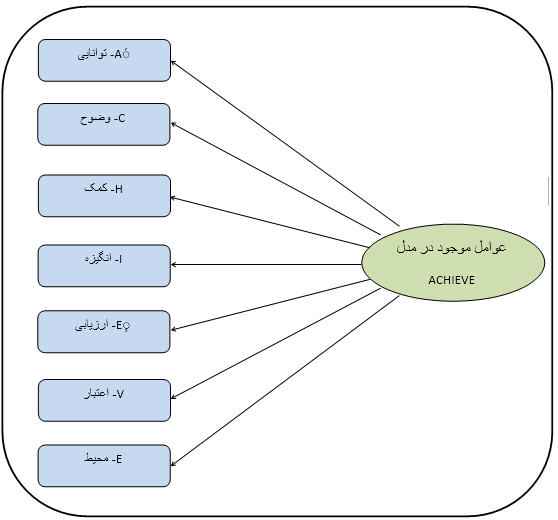 عوامل موجود در مدل
ACHIEVE
Aَ- توانایی
C- وضوح
H- کمک
I- انگیزه
Eِ- ارزیابی
V- اعتبار
E- محیط